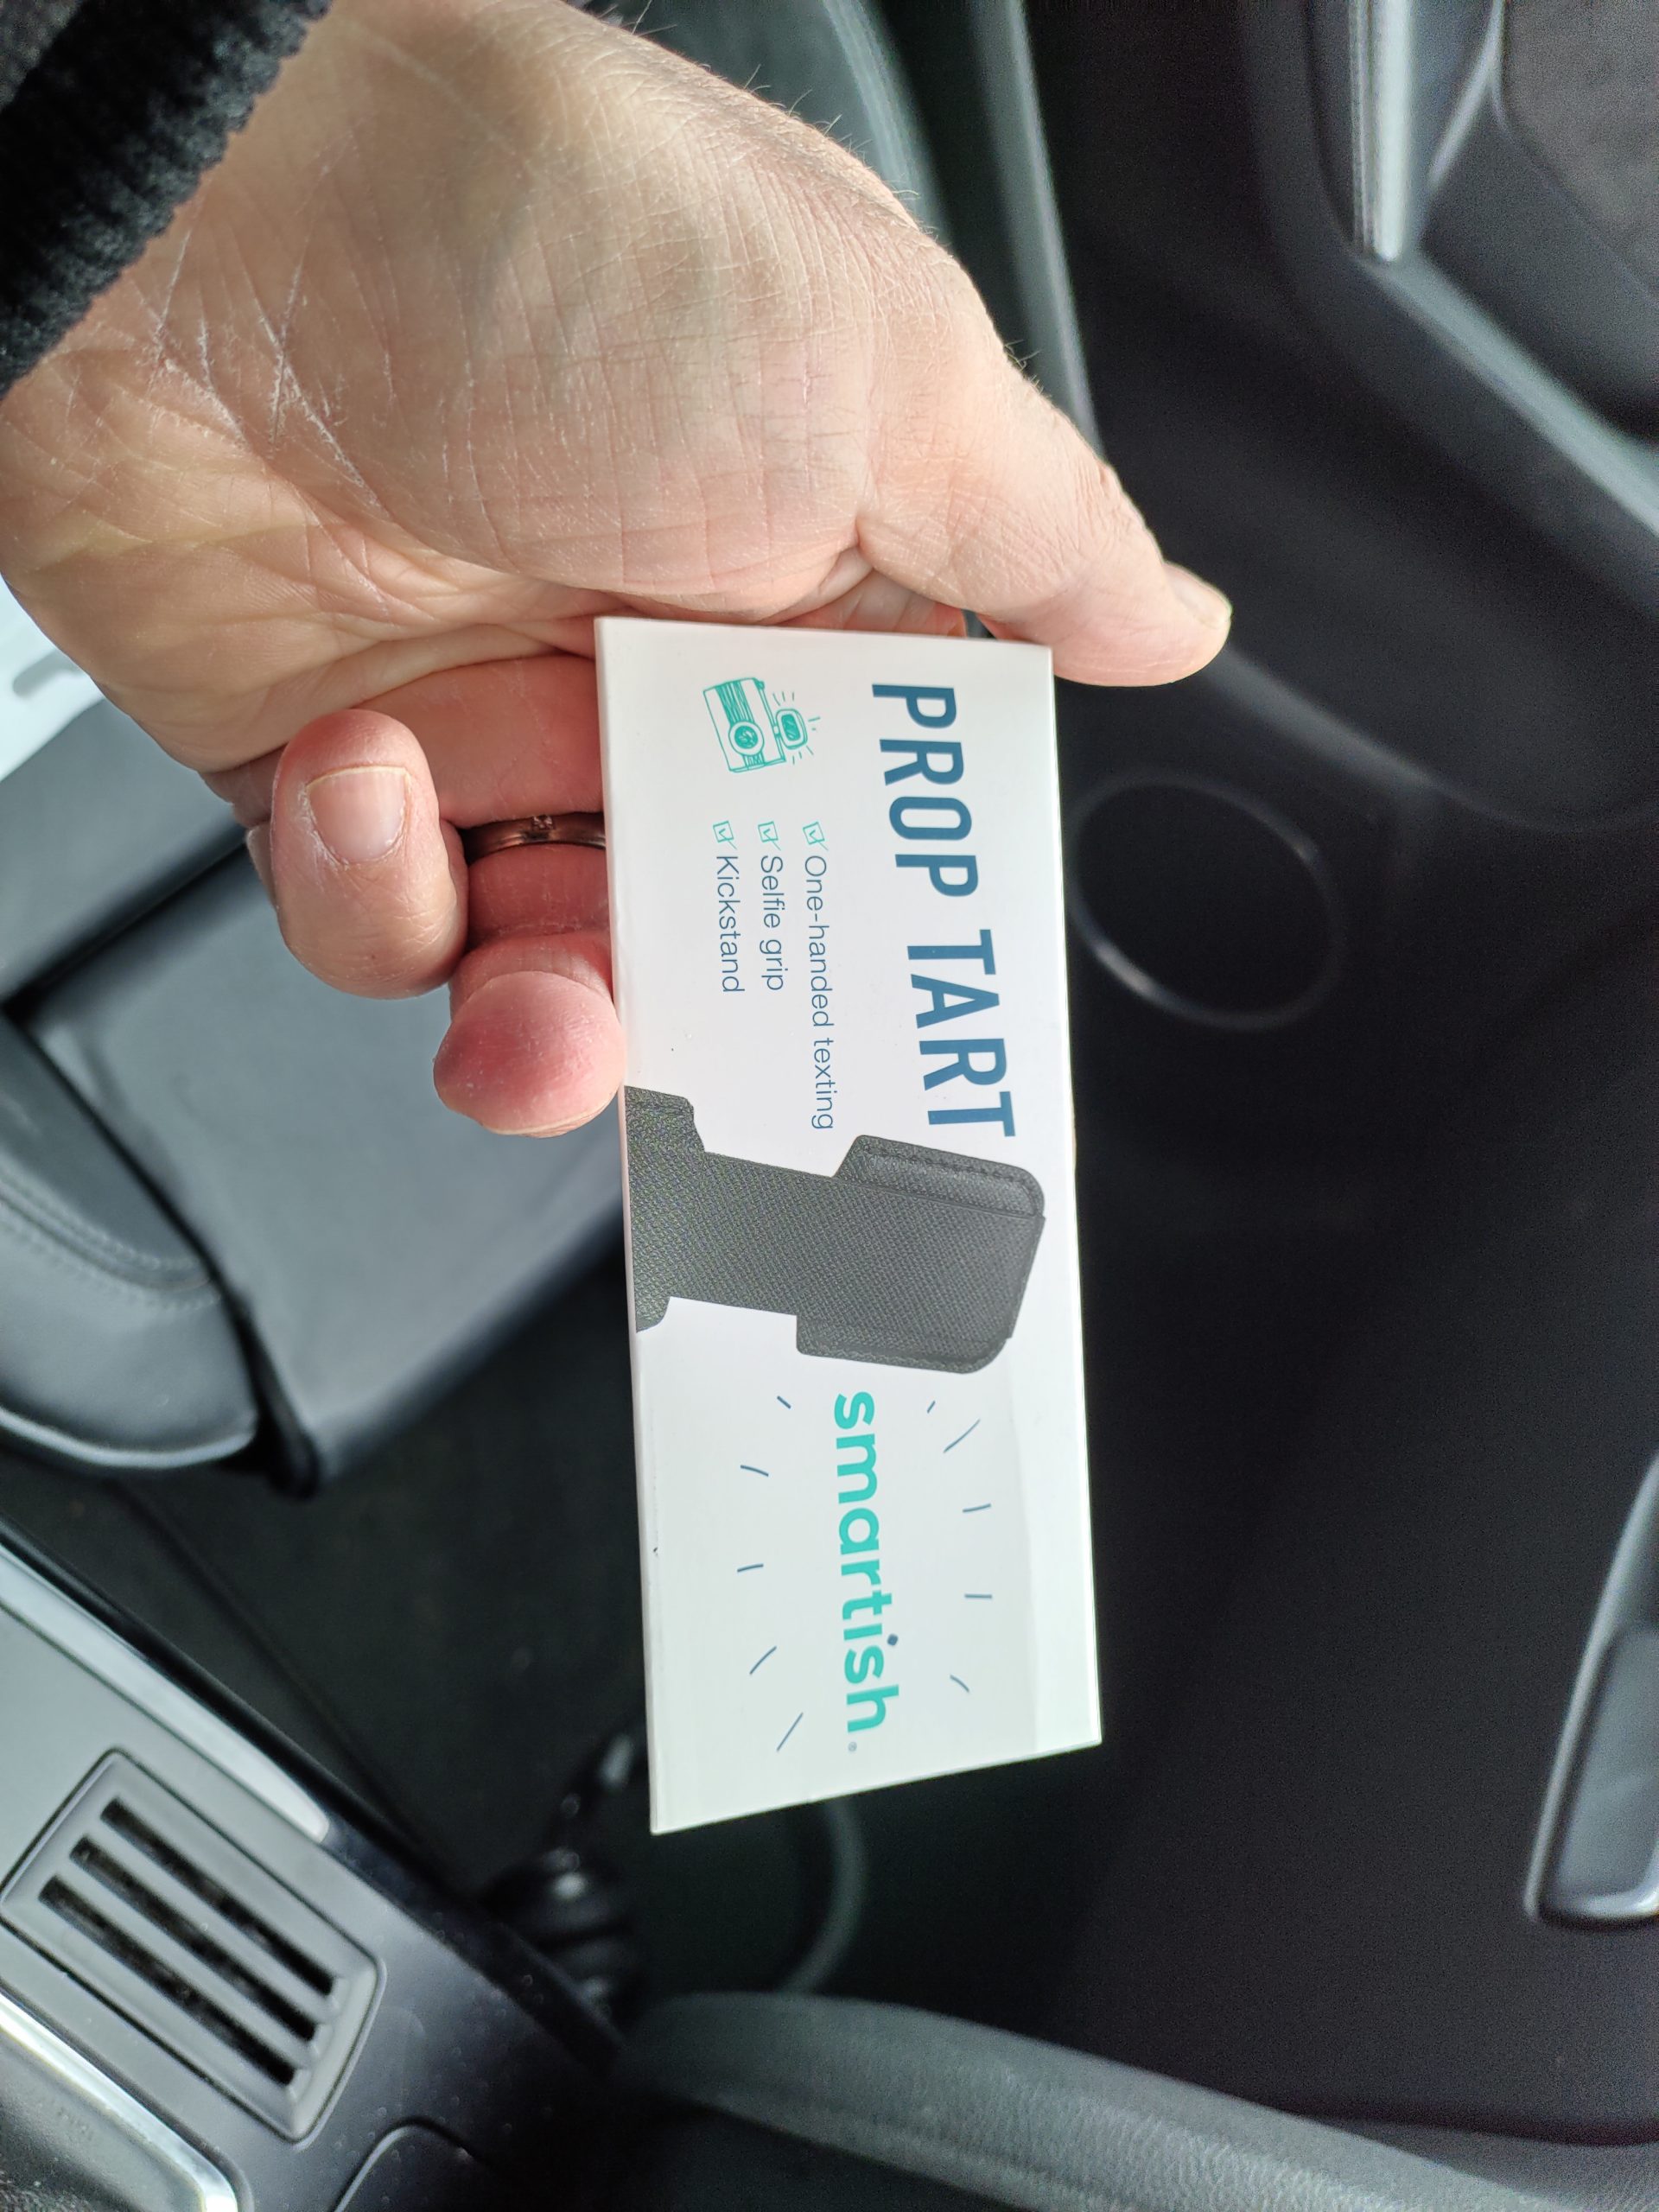 PROP TART
One-handed texting
Selfie grip
Kickstand
smartish®